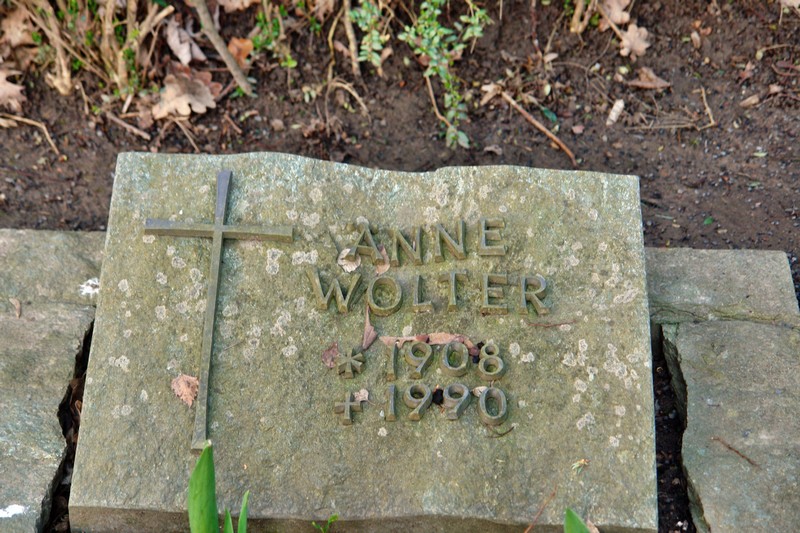 ANNE
WOLTER
* 1908
+ 1990